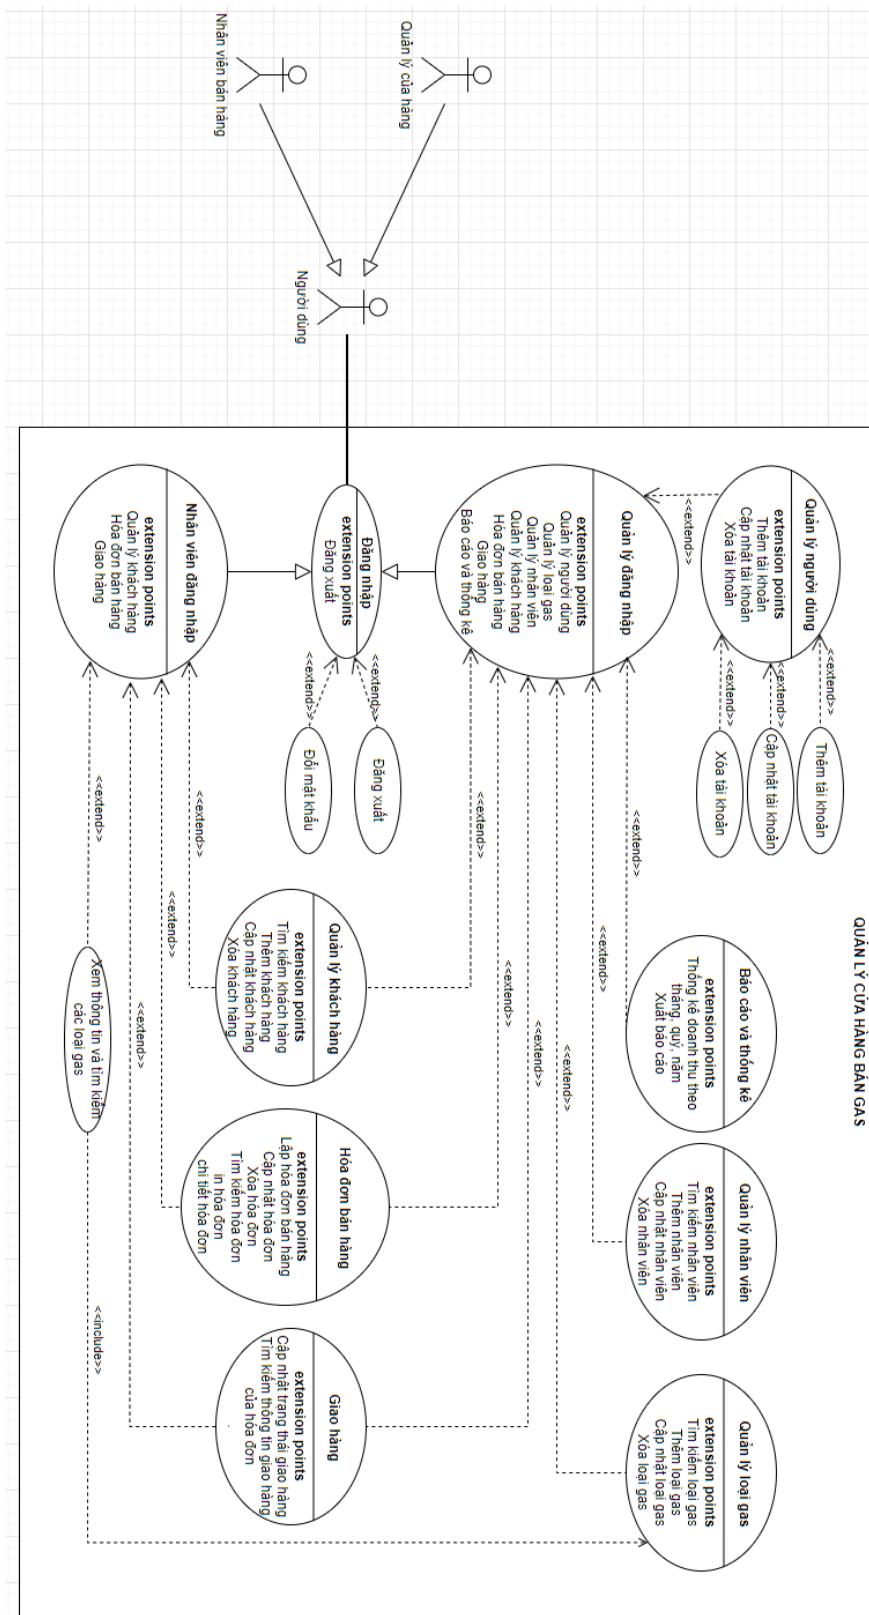 QUẢN LÝ CỬA HÀNG BÁN GAS
Quản lý của hàng
Nhân viên bán hàng
Người dùng
Quản lý người dùng
extension points
Thêm tài khoản
Cập nhật tài khoản
Xóa tài khoản
<<extend>>
<<extend>>
<<extend>>
<<extend>>
Thêm tài khoản
Cập nhật tài khoản
Xóa tài khoản
Quản lý đăng nhập
extension points
Quản lý người dùng
Quản lý loại gas
Quản lý nhân viên
Quản lý khách hàng
Hóa đơn bán hàng
Giao hàng
Báo cáo và thống kê
Đăng nhập
extension points
Đăng xuất
<<extend>>
<<extend>>
Đăng xuất
Đổi mật khẩu
Nhân viên đăng nhập
extension points
Quản lý khách hàng
Hóa đơn bán hàng
Giao hàng
<<extend>>
<<extend>>
<<extend>>
<<extend>>
<<extend>>
<<extend>>
<<extend>>
<<extend>>
<<extend>>
<<extend>>
Báo cáo và thống kê
extension points
Thống kê doanh thu theo
tháng, quý, năm
Xuất báo cáo
Quản lý nhân viên
extension points
Tìm kiếm nhân viên
Thêm nhân viên
Cập nhật nhân viên
Xóa nhân viên
Quản lý loại gas
extension points
Tìm kiếm loại gas
Thêm loại gas
Cập nhật loại gas
Xóa loại gas
Quản lý khách hàng
extension points
Tìm kiếm khách hàng
Thêm khách hàng
Cập nhật khách hàng
Xóa khách hàng
Hóa đơn bán hàng
extension points
Lập hóa đơn bán hàng
Cập nhật hóa đơn
Xóa hóa đơn
Tìm kiếm hóa đơn
in hóa đơn
chi tiết hóa đơn
Giao hàng
extension points
Cập nhật trạng thái giao hàng
Tìm kiếm thông tin giao hàng
của hóa đơn
Xem thông tin và tìm kiếm
các loại gas
<<include>>